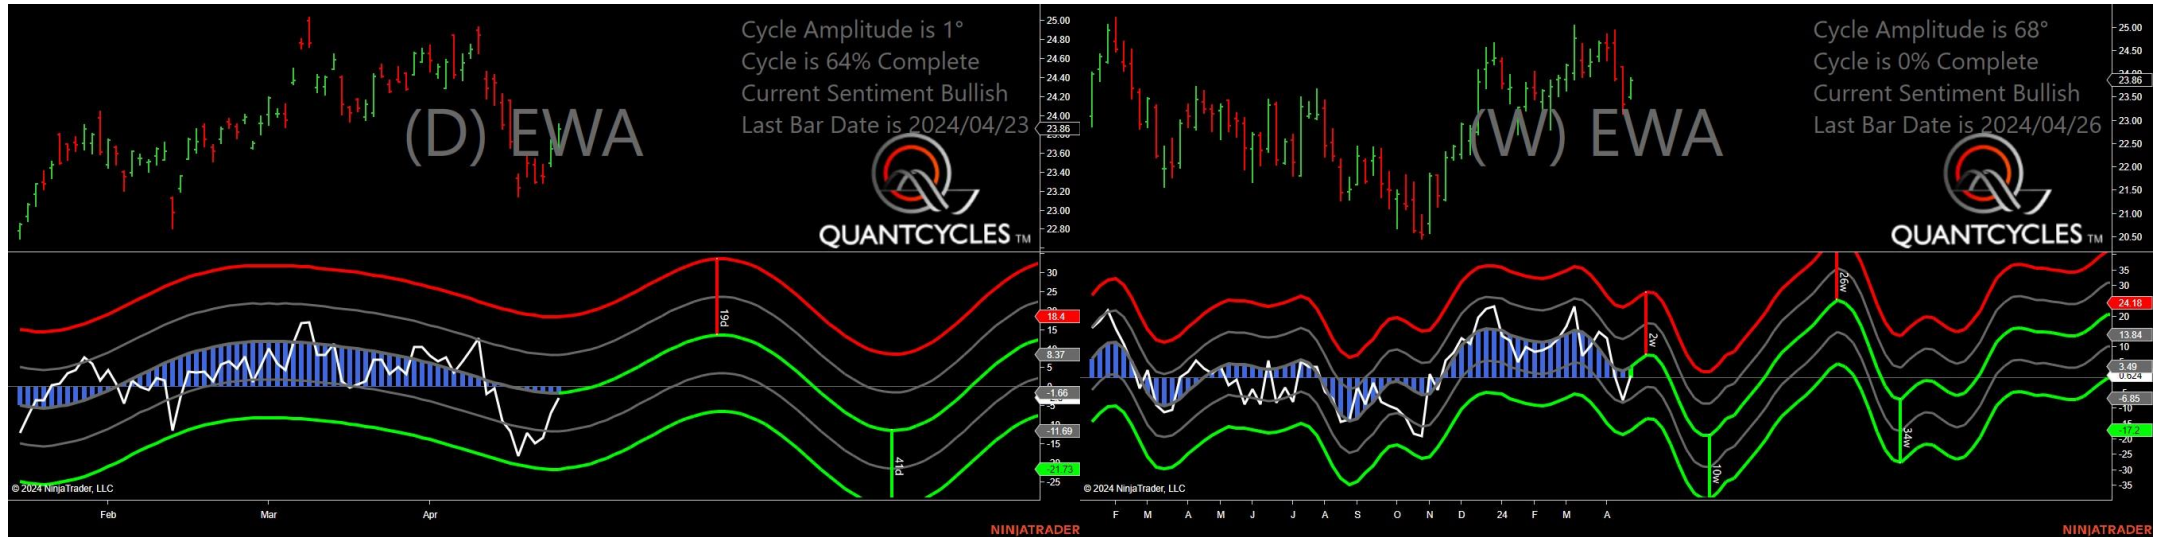 Cycle Amplitude is 1°
Cycle is 64% Complete
Current Sentiment Bullish
Last Bar Date is 2024/04/23
(D) EWA
QUANTCYCLES TM
25.00
24.80
24.60
24.40
24.20
24.00
23.86
23.60
23.40
23.20
23.00
22.80
30
25
18.4
15
8.37
5
0
-1.66
-5
-11.69
-15
-21.73
-25
19d
41d
© 2024 NinjaTrader, LLC
Feb Mar Apr
NINJATRADER
Cycle Amplitude is 68°
Cycle is 0% Complete
Current Sentiment Bullish
Last Bar Date is 2024/04/26
(W) EWA
QUANTCYCLES TM
25.00
24.50
23.86
23.50
23.00
22.50
22.00
21.50
21.00
20.50
35
30
24.18
20
13.84
10
3.49
0.624
-6.85
-10
-17.2
-20
-25
-30
-35
2w
10w
26w
34w
© 2024 NinjaTrader, LLC
F M A M J J A S O N D 24 F M A
NINJATRADER